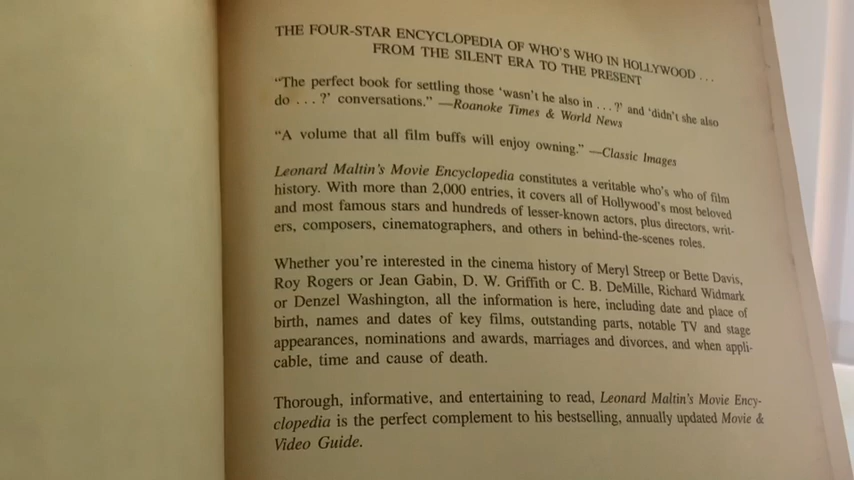 THE FOUR-STAR ENCYCLOPEDIA OF WHO'S WHO IN HOLLYWOOD . . .
FROM THE SILENT ERA TO THE PRESENT
“The perfect book for settling those ‘wasn't he also in . . . ?’ and ‘didn't she also
do . . . ?’ conversations.” —Roanoke Times & World News
“A volume that all film buffs will enjoy owning.” —Classic Images
Leonard Maltin's Movie Encyclopedia constitutes a veritable who's who of film
history. With more than 2,000 entries, it covers all of Hollywood's most beloved
and most famous stars and hundreds of lesser-known actors, plus directors, writ-
ers, composers, cinematographers, and others in behind-the-scenes roles.
Whether you're interested in the cinema history of Meryl Streep or Bette Davis,
Roy Rogers or Jean Gabin, D. W. Griffith or C. B. DeMille, Richard Widmark
or Denzel Washington, all the information is here, including date and place of
birth, names and dates of key films, outstanding parts, notable TV and stage
appearances, nominations and awards, marriages and divorces, and when appli-
cable, time and cause of death.
Thorough, informative, and entertaining to read, Leonard Maltin's Movie Ency-
clopedia is the perfect complement to his bestselling, annually updated Movie &
Video Guide.